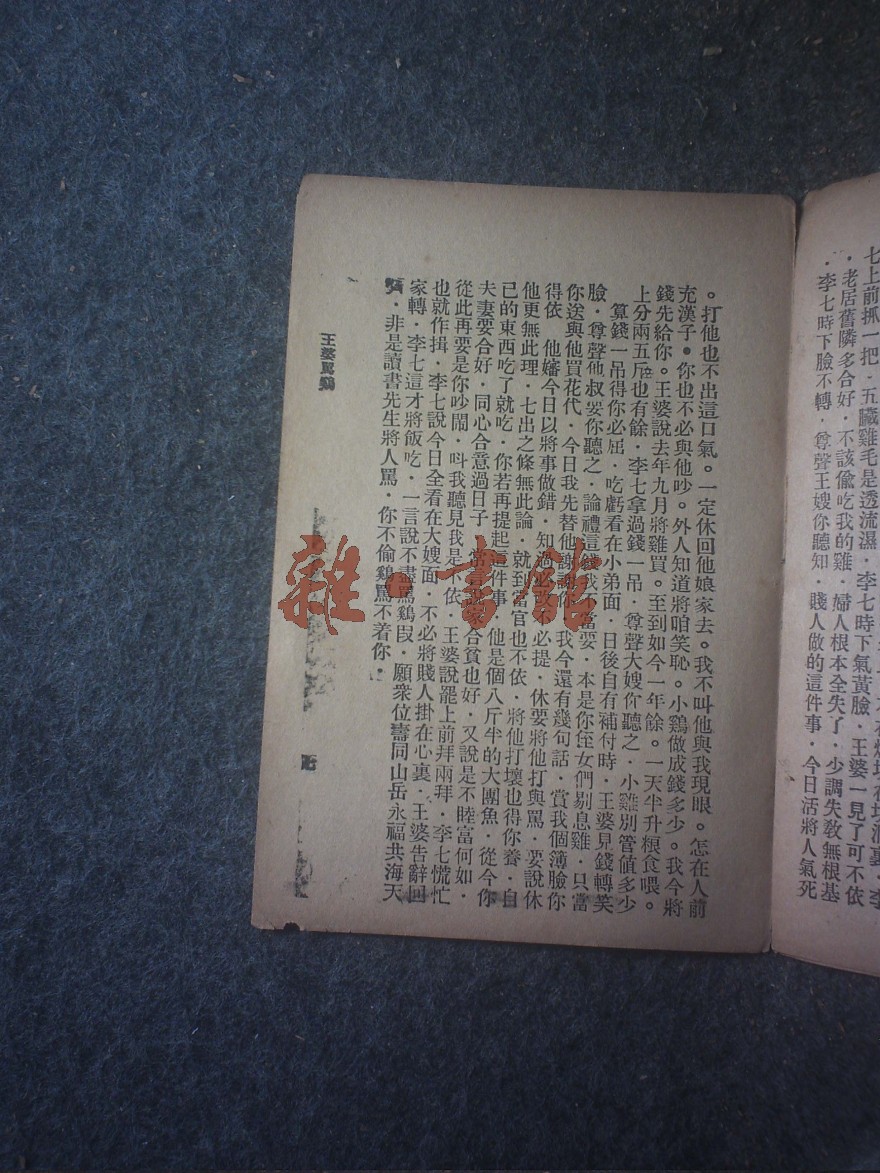 七上前抓一把·五臟雞毛是透流濕·李七時下氣黃臉·王婆一見了可不依
·老居舊隣多合好·不該偸吃我的雞·婦人根本全失了·少調失敎無根基
·李七時下臉不轉·尊聲王嫂你聽知·賤人做的這件事·今日活將人氣死
。打他也不出這口氣。一定休回他娘家去。我不叫他與我現眼。怎在人前
充漢子。你也不必與他吵。外人知道將咱笑恥。小鷄做成錢多少。我今將
錢先給你。王婆說去年九月將雞買。至到如今一年餘。一天半升粮食喂。
上分兩五斤也有餘·李七拿過錢一吊·尊聲大嫂你聽之·小雞別管值多少
算錢一吊得你必屈·吃虧看在小弟面·日後自有補付時·王婆見錢轉笑
臉·尊聲他叔叔你聽之·論禮這錢我不當要·本是你侄女們剔息雞·只當
你送與他買花代·今日我先替他謝謝你·我今還有幾句話·賞我個簿臉你
得依·他嬸今日以將事做錯·知過必改不必提·休要將他打與罵·要說休
他更無此理·七出之條無此論·就到當官也不依·將他打壞也得你養·自
已的東西吃了就吃·你若再提起這件事·他是個八斤半的大團魚·從今你
夫妻要合好·同心合意過日子·常言說家合貧也好·又說是不睦富何如·
從此再要是你吵鬧·呌我聽見我是不依·王婆說罷上前拜兩拜·李七慌忙
也就作揖·李七說今日全看在大嫂面·不必將賤人掛在心裏·王婆告辭回
家轉·李七這才將飯吃·一言說不盡罵鷄段·願衆位壽同山岳永福共海天
齊·非是讀書先生將人罵·你不偷鷄罵不着你·
王婆罵鷄
雜·書館